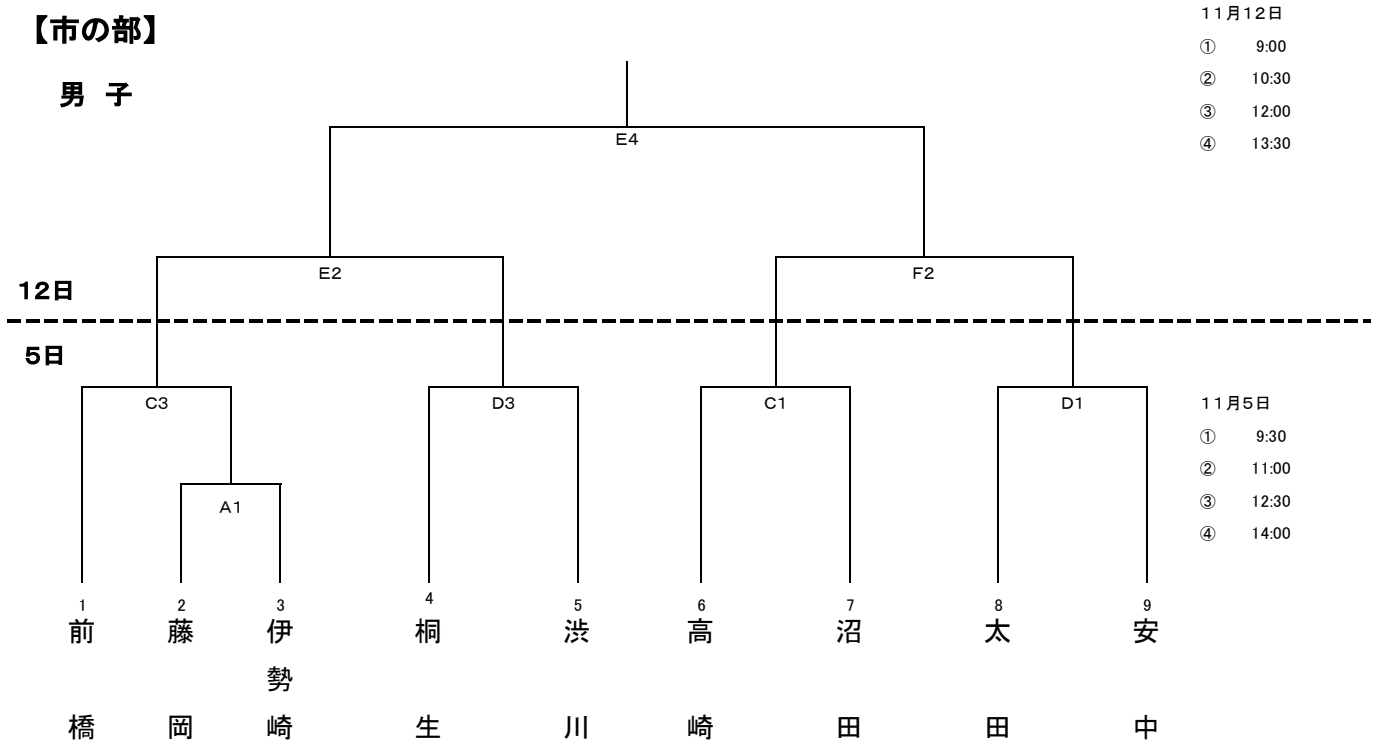 【市の部】
男 子
11月12日
① 9:00
② 10:30
③ 12:00
④ 13:30
E4
E2
F2
12日
5日
C3
D3
C1
D1
A1
11月5日
① 9:30
② 11:00
③ 12:30
④ 14:00
1
前橋
2
藤岡
3
伊勢崎
4
桐生
5
渋川
6
高崎
7
沼田
8
太田
9
安中